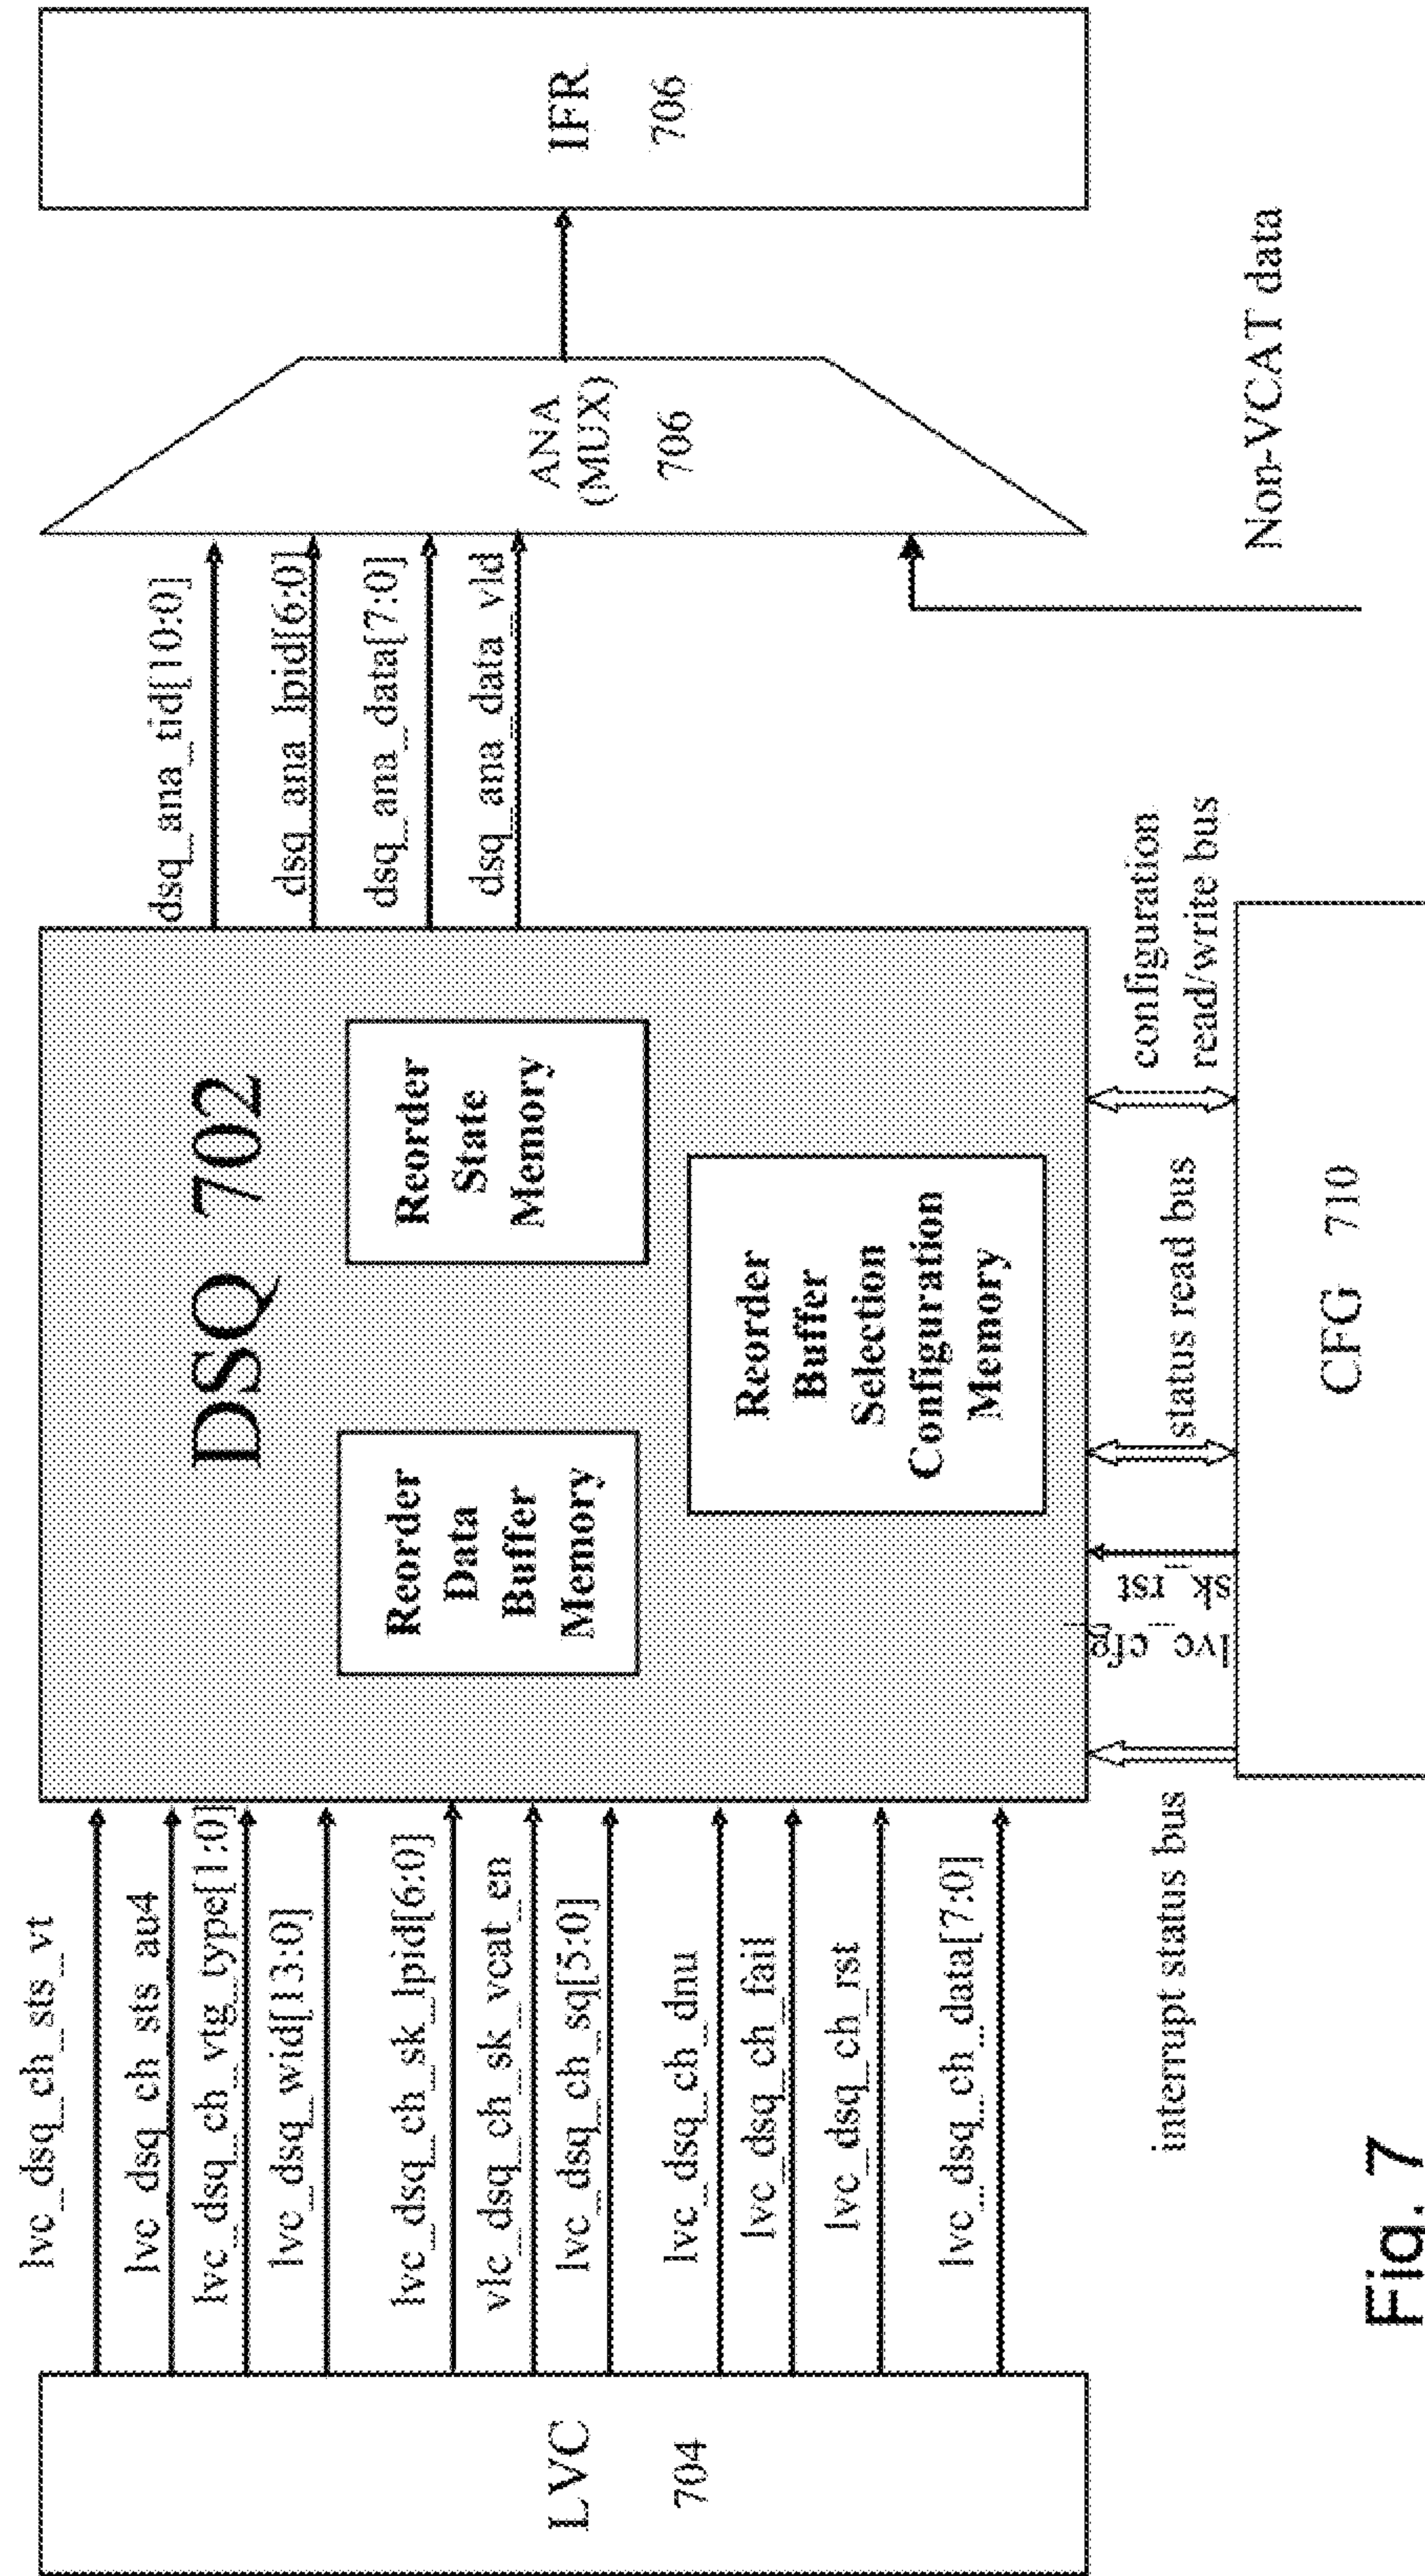 LVC
704
lvc_dsq_ch_sts_vt
lvc_dsq_ch_sts_au4
lvc_dsq_ch_vtg_type[1:0]
lvc_dsq_wid[13:0]
lvc_dsq_ch_sk_lpid[6:0]
vlc_dsq_ch_sk_vcat_en
lvc_dsq_ch_sq[5:0]
lvc_dsq_ch_dnu
lvc_dsq_ch_fail
lvc_dsq_ch_rst
lvc_dsq_ch_data[7:0]
DSQ 702
Reorder
Data
Buffer
Memory
Reorder
State
Memory
Reorder
Buffer
Selection
Configuration
Memory
dsq_ana_tid[10:0]
dsq_ana_lpid[6:0]
dsq_ana_data[7:0]
dsq_ana_data_vld
ANA
(MUX)
706
IFR
706
Non-VCAT data
interrupt status bus
lvc_cfg_
sk_rst
status read bus
configuration
read/write bus
CFG 710
Fig. 7